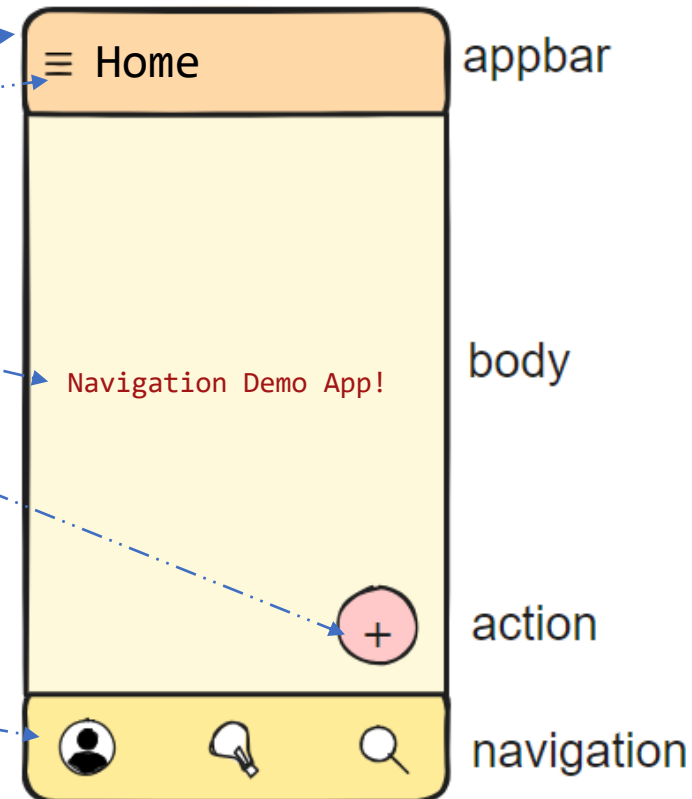 ☰ Home
appbar
Navigation Demo App!
body
+
action
navigation